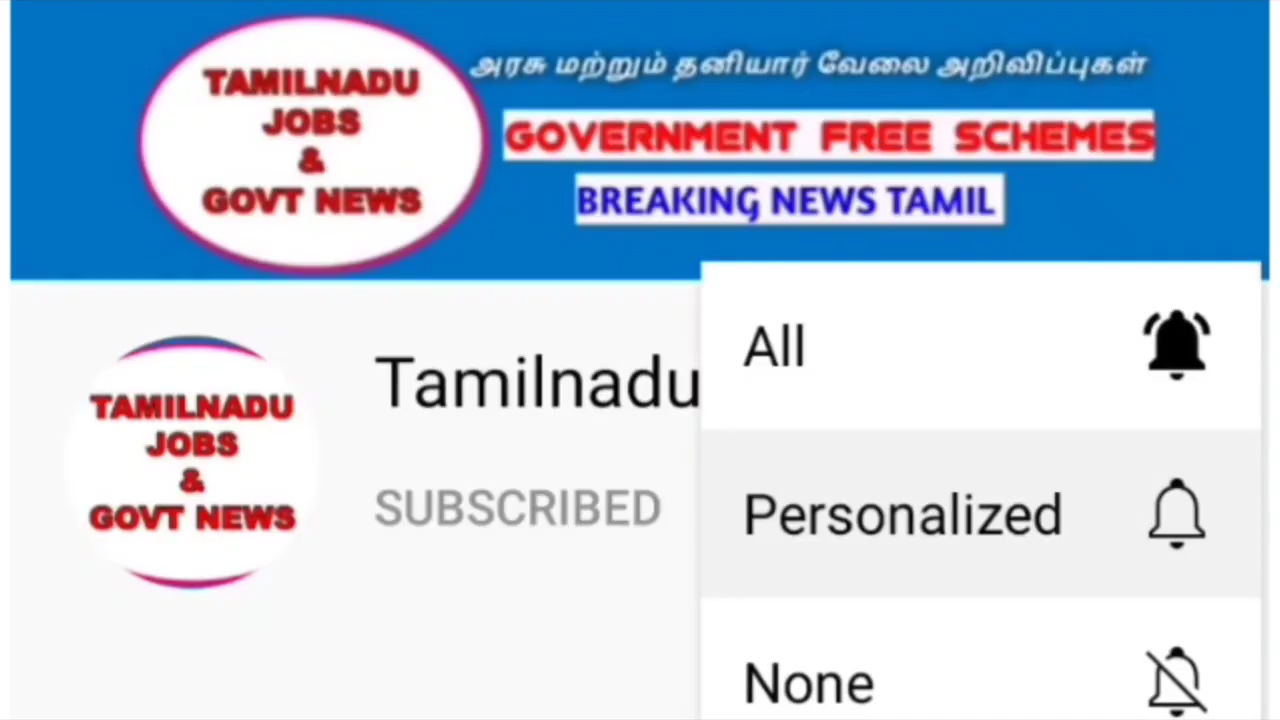 TAMILNADU
JOBS
&
GOVT NEWS
அரசு மற்றும் தனியார் வேலை அறிவிப்புகள்
GOVERNMENT FREE SCHEMES
BREAKING NEWS TAMIL
TAMILNADU
JOBS
&
GOVT NEWS
Tamilnadu
SUBSCRIBED
All
Personalized
None